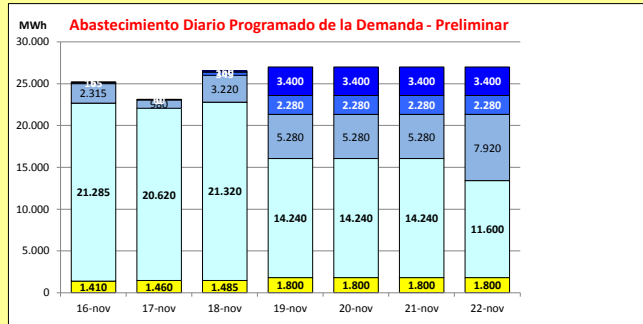 MWh Abastecimiento Diario Programado de la Demanda - Preliminar
30.000
25.000
20.000
15.000
10.000
5.000
0
2.315 3.220 3.400 3.400 3.400 3.400
2.280 2.280 2.280 2.280
5.280 5.280 5.280 7.920
21.285 20.620 21.320 14.240 14.240 14.240 11.600
1.410 1.460 1.485 1.800 1.800 1.800 1.800
16-nov 17-nov 18-nov 19-nov 20-nov 21-nov 22-nov